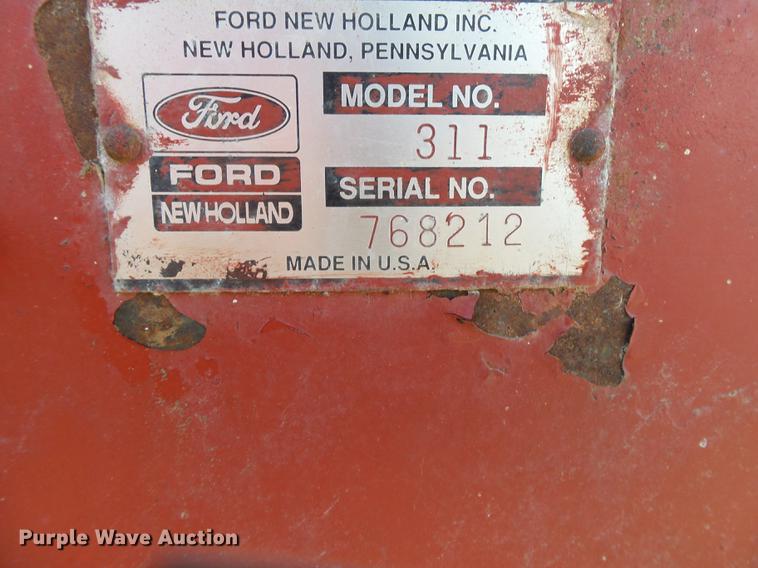 FORD NEW HOLLAND INC.
NEW HOLLAND, PENNSYLVANIA
Ford
FORD
NEW HOLLAND
MODEL NO.
311
SERIAL NO.
768212
MADE IN U.S.A.
Purple Wave Auction